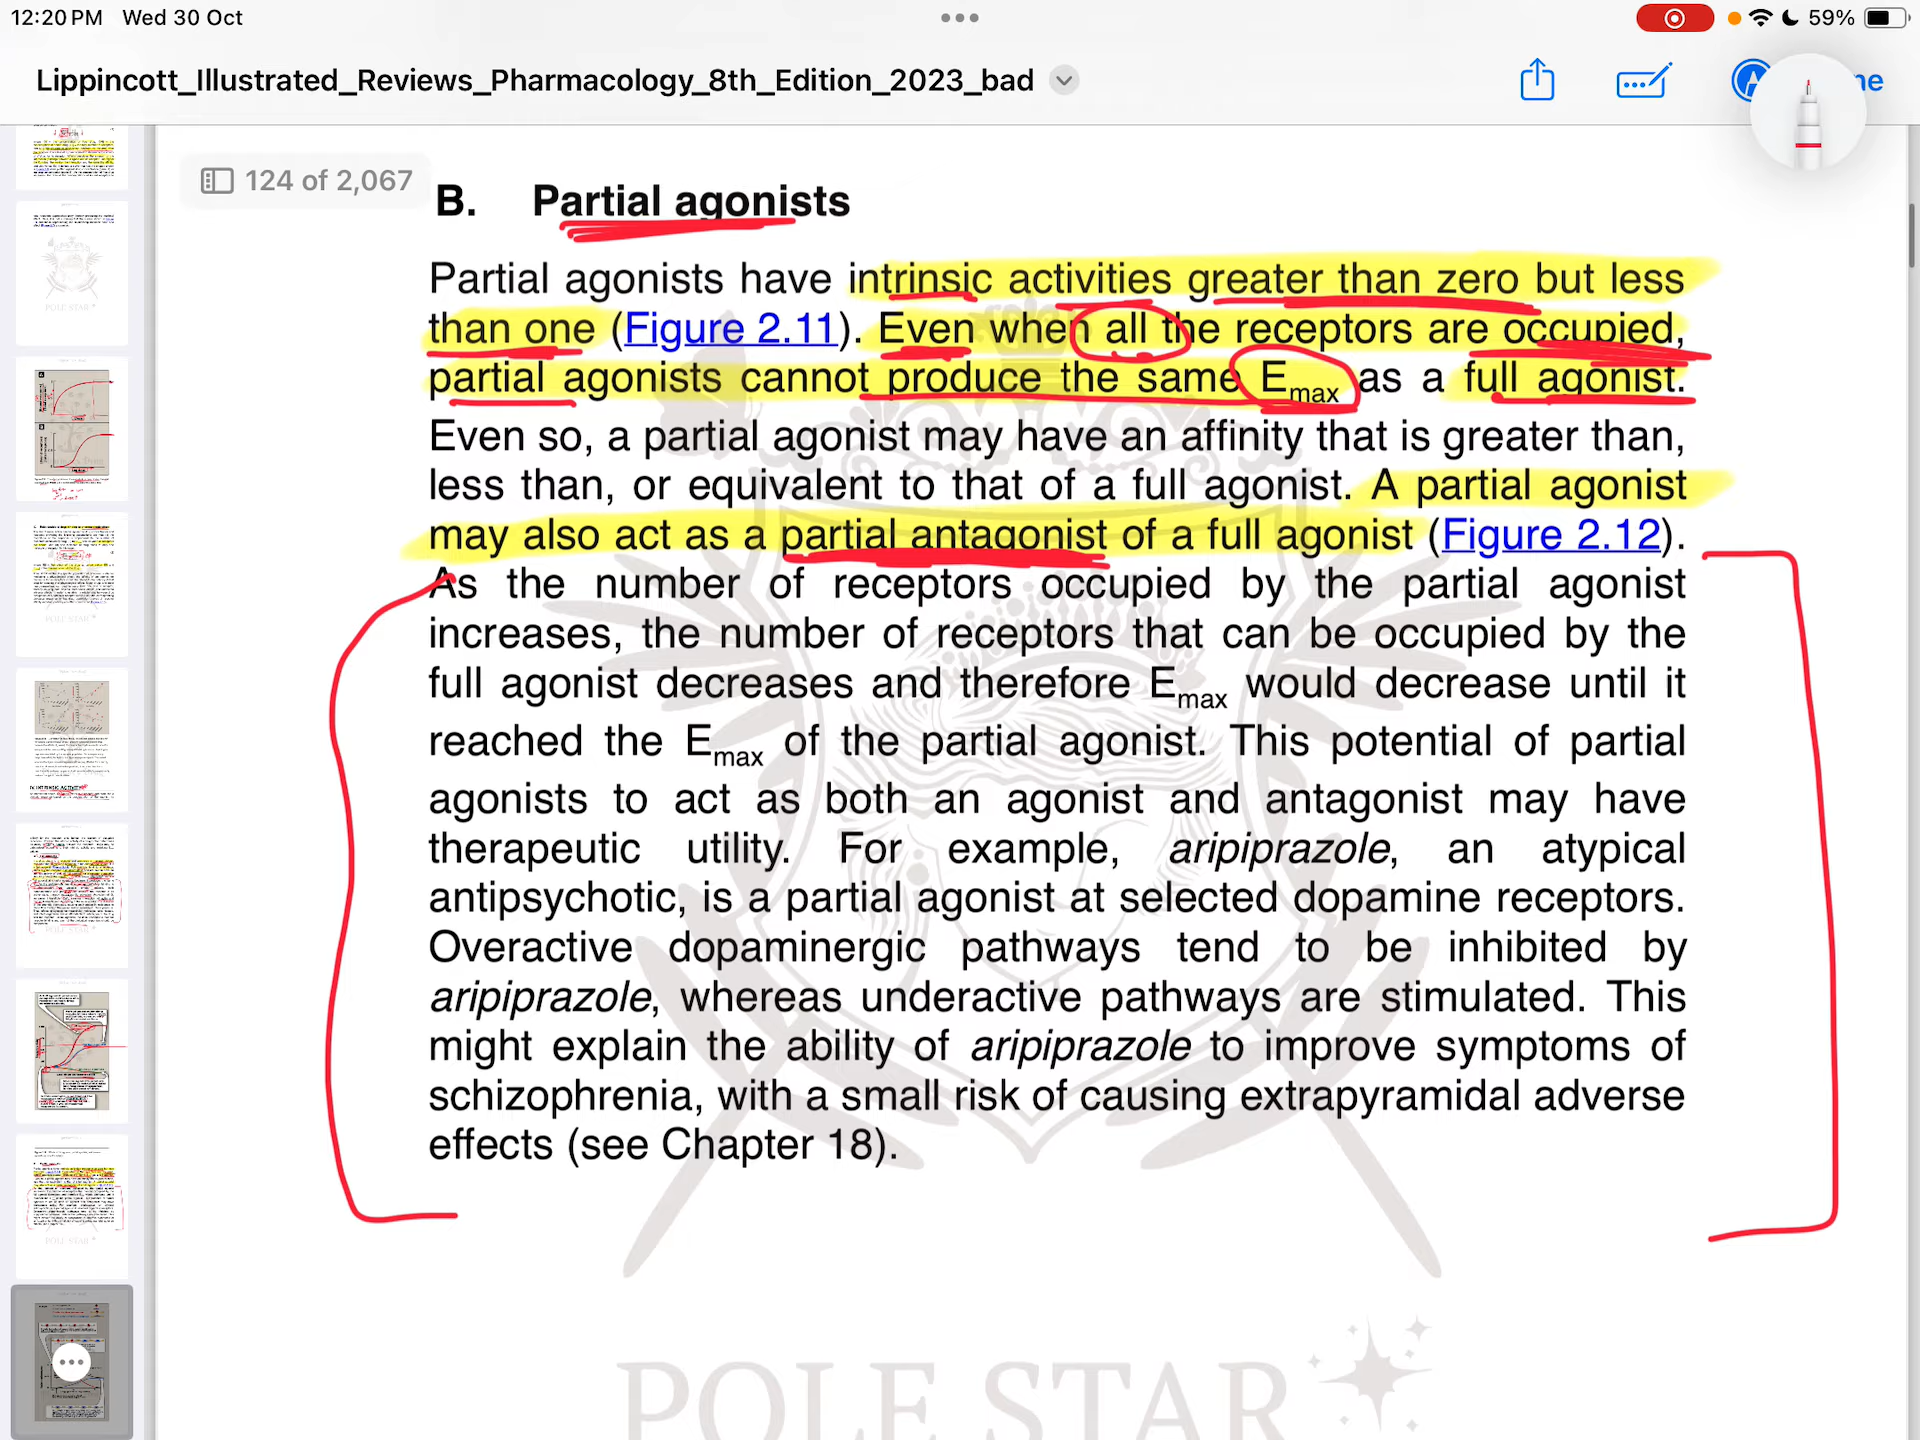 12:20 PM Wed 30 Oct
59%
Lippincott_Illustrated_Reviews_Pharmacology_8th_Edition_2023_bad
124 of 2,067
B. Partial agonists
Partial agonists have intrinsic activities greater than zero but less
than one (Figure 2.11). Even when all the receptors are occupied,
partial agonists cannot produce the same Emax as a full agonist.
Even so, a partial agonist may have an affinity that is greater than,
less than, or equivalent to that of a full agonist. A partial agonist
may also act as a partial antagonist of a full agonist (Figure 2.12).
As the number of receptors occupied by the partial agonist
increases, the number of receptors that can be occupied by the
full agonist decreases and therefore Emax would decrease until it
reached the Emax of the partial agonist. This potential of partial
agonists to act as both an agonist and antagonist may have
therapeutic utility. For example, aripiprazole, an atypical
antipsychotic, is a partial agonist at selected dopamine receptors.
Overactive dopaminergic pathways tend to be inhibited by
aripiprazole, whereas underactive pathways are stimulated. This
might explain the ability of aripiprazole to improve symptoms of
schizophrenia, with a small risk of causing extrapyramidal adverse
effects (see Chapter 18).
POLE STAR